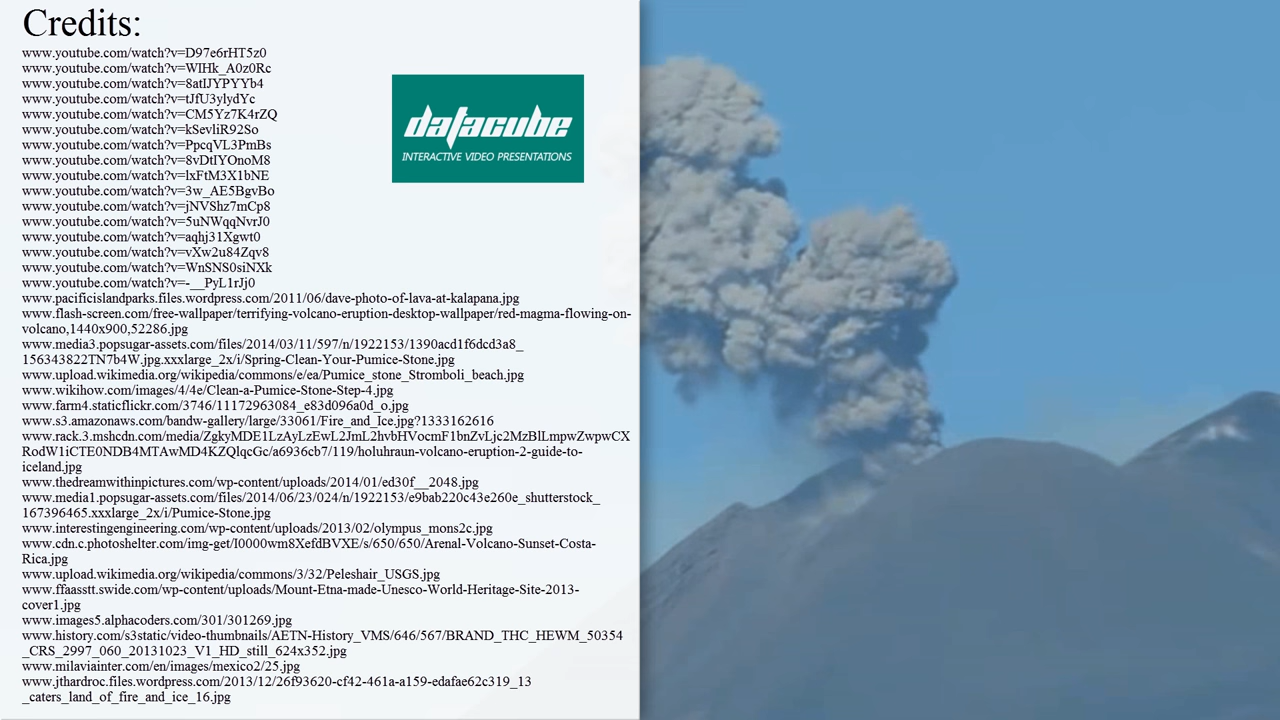 Credits:
www.youtube.com/watch?v=D97e6rHT5z0
www.youtube.com/watch?v=WIHk_A0z0Rc
www.youtube.com/watch?v=8atlJYPYYb4
www.youtube.com/watch?v=tJfU3ylydYc
www.youtube.com/watch?v=CM5Yz7K4rZQ
www.youtube.com/watch?v=kSevliR92So
www.youtube.com/watch?v=PpcqVL3PmBs
www.youtube.com/watch?v=8vDtIYOnoM8
www.youtube.com/watch?v=lxFtM3X1bNE
www.youtube.com/watch?v=3w_AE5BgvBo
www.youtube.com/watch?v=jNVShz7mCp8
www.youtube.com/watch?v=5uNWqqNvrJ0
www.youtube.com/watch?v=aqhj31Xgwt0
www.youtube.com/watch?v=vXw2u84Zqv8
www.youtube.com/watch?v=WnSNS0siNXk
www.youtube.com/watch?v=-__PyL1rJj0
www.pacificislandparks.files.wordpress.com/2011/06/dave-photo-of-lava-at-kalapana.jpg
www.flash-screen.com/free-wallpaper/terrifying-volcano-eruption-desktop-wallpaper/red-magma-flowing-on-
volcano,1440x900,52286.jpg
www.media3.popsugar-assets.com/files/2014/03/11/597/n/1922153/1390acd1f6dcd3a8_
156343822TN7b4W.jpg.xxxlarge_2x/i/Spring-Clean-Your-Pumice-Stone.jpg
www.upload.wikimedia.org/wikipedia/commons/e/ea/Pumice_stone_Stromboli_beach.jpg
www.wikihow.com/images/4/4e/Clean-a-Pumice-Stone-Step-4.jpg
www.farm4.staticflickr.com/3746/11172963084_e83d096a0d_o.jpg
www.s3.amazonaws.com/bandw-gallery/large/33061/Fire_and_Ice.jpg?1333162616
www.rack.3.mshcdn.com/media/ZgkyMDE1LzAyLzEwL2JmL2hvbHVocmF1bnZvLjc2MzBlLmpwZwpwCX
RodW1iCTE0NDB4MTAwMD4KZQlqcGc/a6936cb7/119/holuhraun-volcano-eruption-2-guide-to-
iceland.jpg
www.thedreamwithinpictures.com/wp-content/uploads/2014/01/ed30f__2048.jpg
www.media1.popsugar-assets.com/files/2014/06/23/024/n/1922153/e9bab220c43e260e_shutterstock_
167396465.xxxlarge_2x/i/Pumice-Stone.jpg
www.interestingengineering.com/wp-content/uploads/2013/02/olympus_mons2c.jpg
www.cdn.c.photoshelter.com/img-get/I0000wm8XefdBVXE/s/650/650/Arenal-Volcano-Sunset-Costa-
Rica.jpg
www.upload.wikimedia.org/wikipedia/commons/3/32/Peleshair_USGS.jpg
www.ffaasstt.swide.com/wp-content/uploads/Mount-Etna-made-Unesco-World-Heritage-Site-2013-
cover1.jpg
www.images5.alphacoders.com/301/301269.jpg
www.history.com/s3static/video-thumbnails/AETN-History_VMS/646/567/BRAND_THC_HEWM_50354
_CRS_2997_060_20131023_V1_HD_still_624x352.jpg
www.milaviainter.com/en/images/mexico2/25.jpg
www.jthardroc.files.wordpress.com/2013/12/26f93620-cf42-461a-a159-edafae62c319_13
_caters_land_of_fire_and_ice_16.jpg
datacube
INTERACTIVE VIDEO PRESENTATIONS